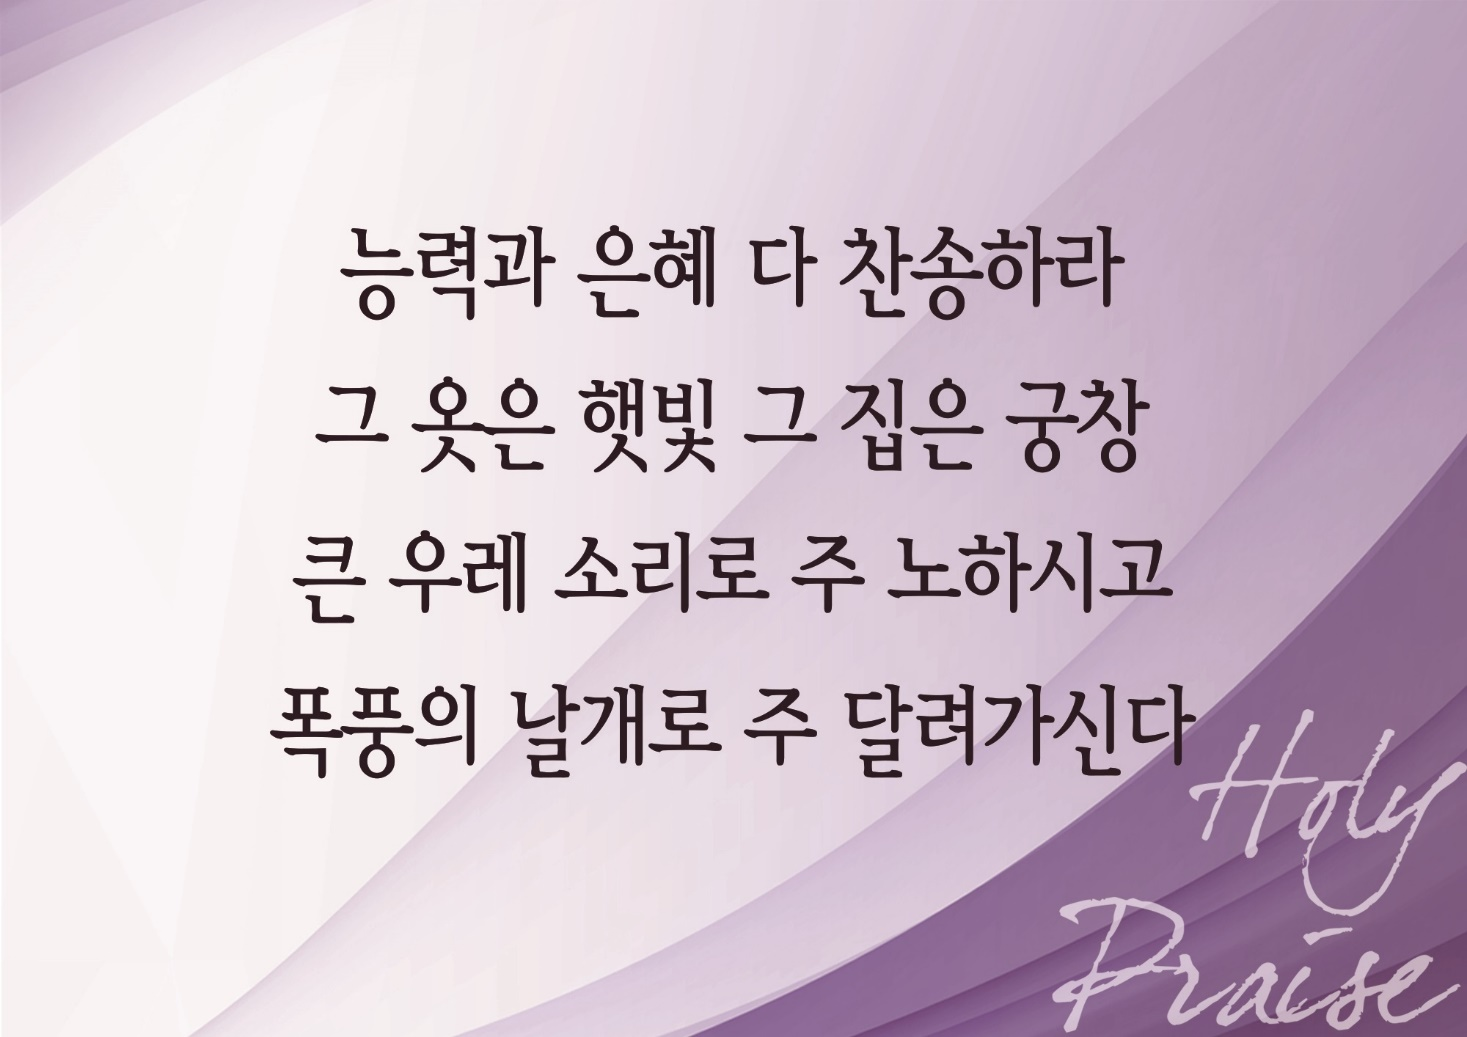 능력과 은혜 다 찬송하라
그 옷은 햇빛 그 집은 궁창
큰 우레 소리로 주 노하시고
폭풍의 날개로 주 달려가신다
Holy
Praise